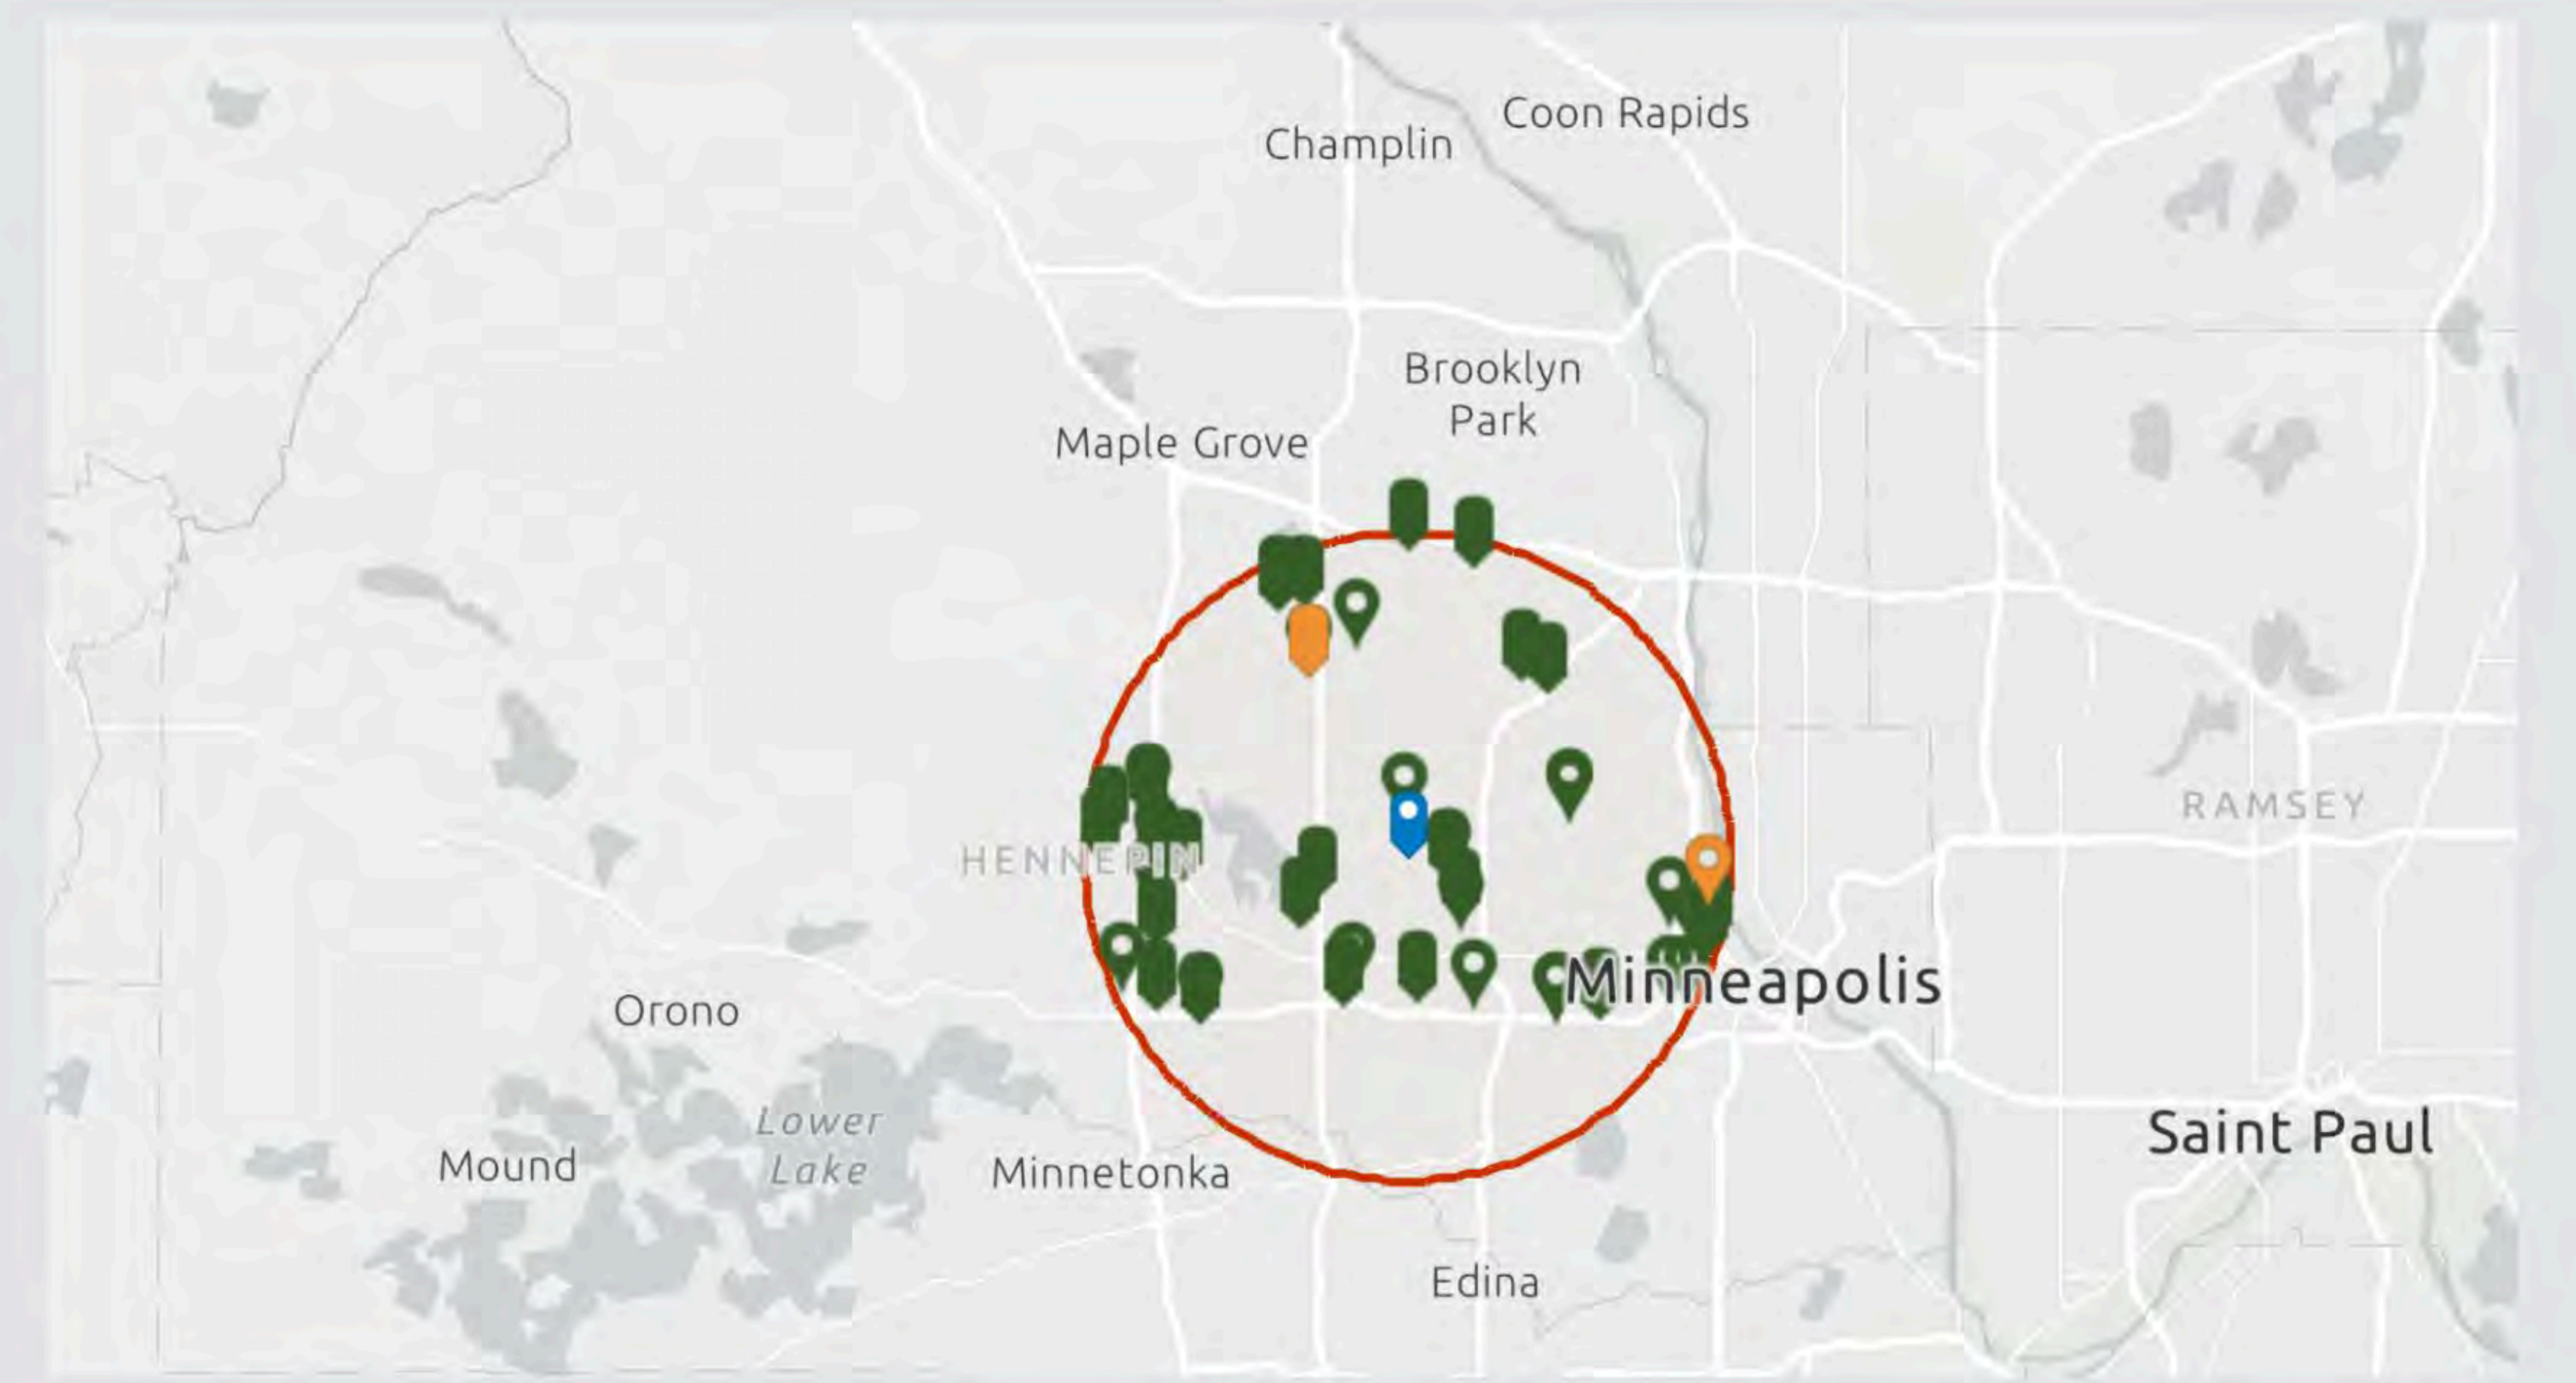 Coon Rapids
Champlin
Brooklyn
Park
Maple Grove
RAMSEY
HENNEPIN
Minneapolis
Orono
Lower
Lake
Saint Paul
Mound
Minnetonka
Edina